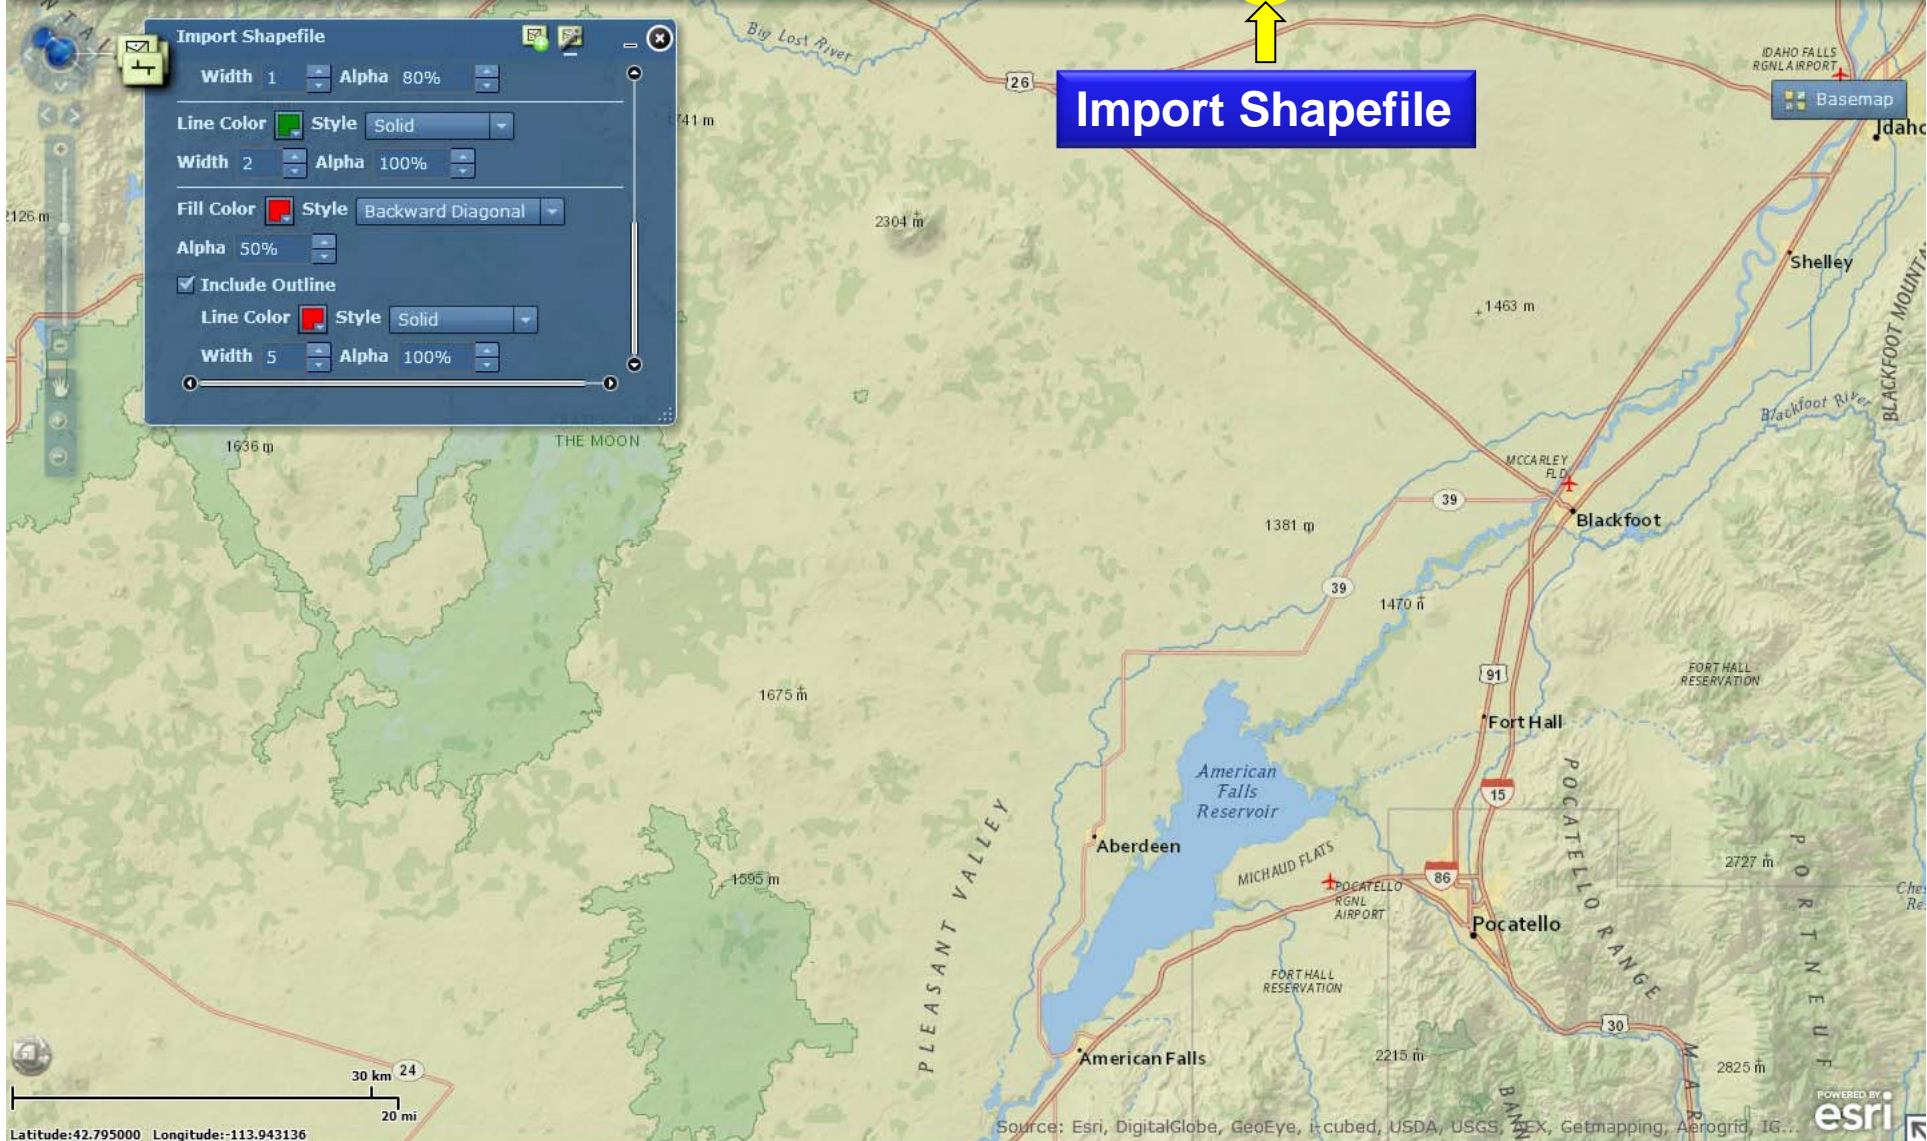 Import Shapefile
Width 1 Alpha 80%
Line Color Style Solid
Width 2 Alpha 100%
Fill Color Style Backward Diagonal
Alpha 50%
Include Outline
Line Color Style Solid
Width 5 Alpha 100%
Import Shapefile
Basemap
Big Lost River
26
IDAHO FALLS
RGNL AIRPORT
741 m
2126 m
2304 m
Shelley
1463 m
BLACKFOOT MOUNTA
Blackfoot River
1636 m
THE MOON
MCCARLEY
FLD
39
Blackfoot
1381 m
39
1470
91
FORT HALL
RESERVATION
1675 m
Fort Hall
American
Falls
Reservoir
15
POCATELLO RANGE
PORTNEUF
Aberdeen
MICHAUD FLATS
PLEASANT VALLEY
2727 m
1595 m
86
POCATELLO
RGNL
AIRPORT
Pocatello
FORT HALL
RESERVATION
30
American Falls
2215 m
2825 m
24
30 km
20 mi
BANN
Latitude:42.795000 Longitude:-113.943136
Source: Esri, DigitalGlobe, GeoEye, i-cubed, USDA, USGS, Getmapping, Aerogrid, IG...
POWERED BY
esri